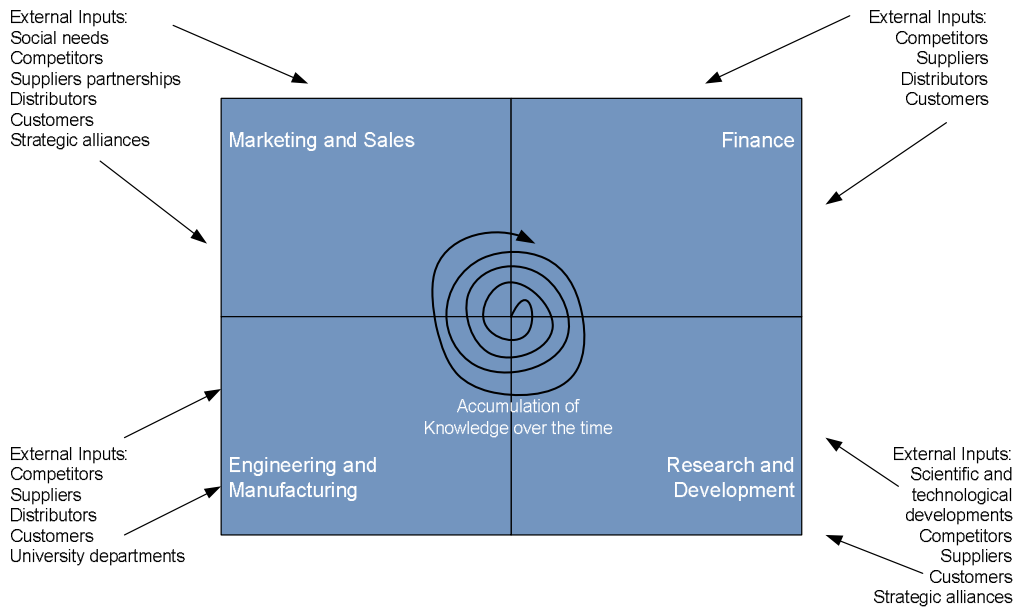 External Inputs:
Social needs
Competitors
Suppliers partnerships
Distributors
Customers
Strategic alliances
External Inputs:
Competitors
Suppliers
Distributors
Customers
Marketing and Sales
Finance
Accumulation of
Knowledge over the time
Engineering and
Manufacturing
Research and
Development
External Inputs:
Competitors
Suppliers
Distributors
Customers
University departments
External Inputs:
Scientific and
technological
developments
Competitors
Suppliers
Customers
Strategic alliances